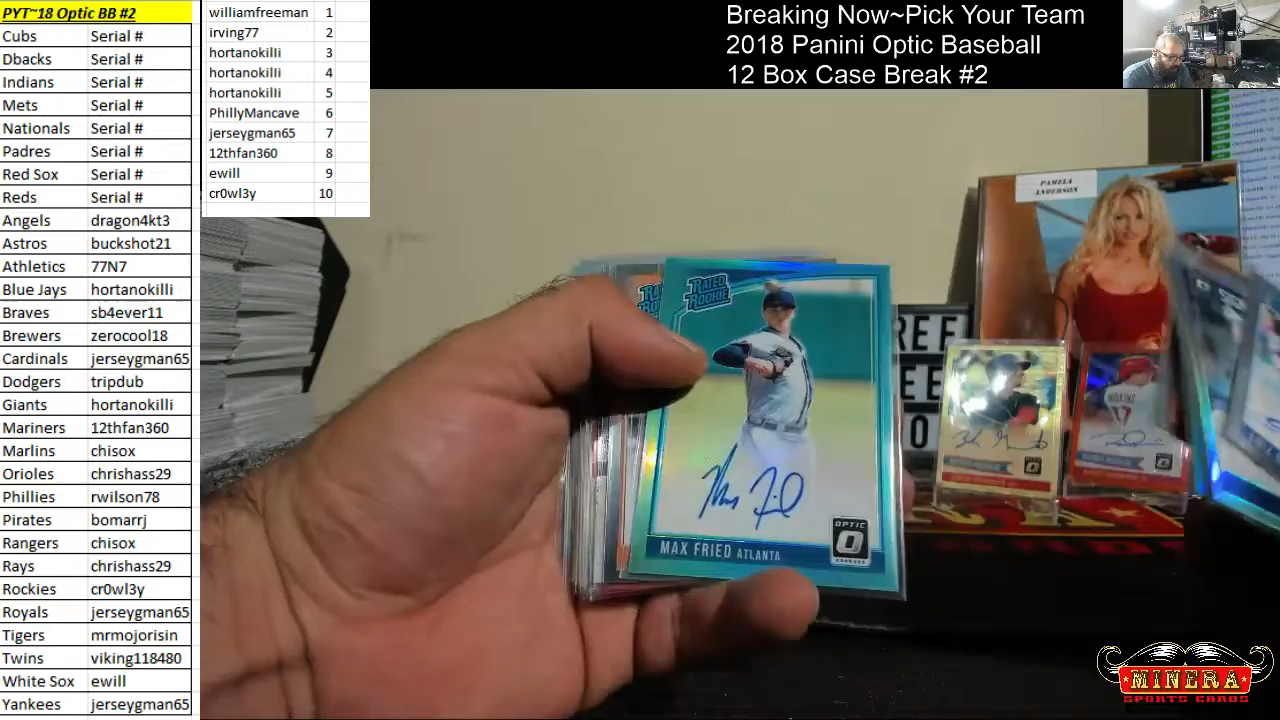 PYT~18 Optic BB #2
Cubs Serial #
Dbacks Serial #
Indians Serial #
Mets Serial #
Nationals Serial #
Padres Serial #
Red Sox Serial #
Reds Serial #
Angels dragon4kt3
Astros buckshot21
Athletics 77N7
Blue Jays hortanokilli
Braves sb4ever11
Brewers zerocool18
Cardinals jerseygman65
Dodgers tripdub
Giants hortanokilli
Mariners 12thfan360
Marlins chisox
Orioles chrishass29
Phillies rwilson78
Pirates bomarrj
Rangers chisox
Rays chrishass29
Rockies cr0wl3y
Royals jerseygman65
Tigers mrmojorisin
Twins viking118480
White Sox ewill
Yankees jerseygman65
williamfreeman 1
irving77 2
hortanokilli 3
hortanokilli 4
hortanokilli 5
PhillyMancave 6
jerseygman65 7
12thfan360 8
ewill 9
cr0wl3y 10
Breaking Now~Pick Your Team
2018 Panini Optic Baseball
12 Box Case Break #2
PAMELA
ANDERSON
RATED
ROOKIE
Max Fried
OPTIC
MAX FRIED ATLANTA
MINERA
SPORTS CARDS